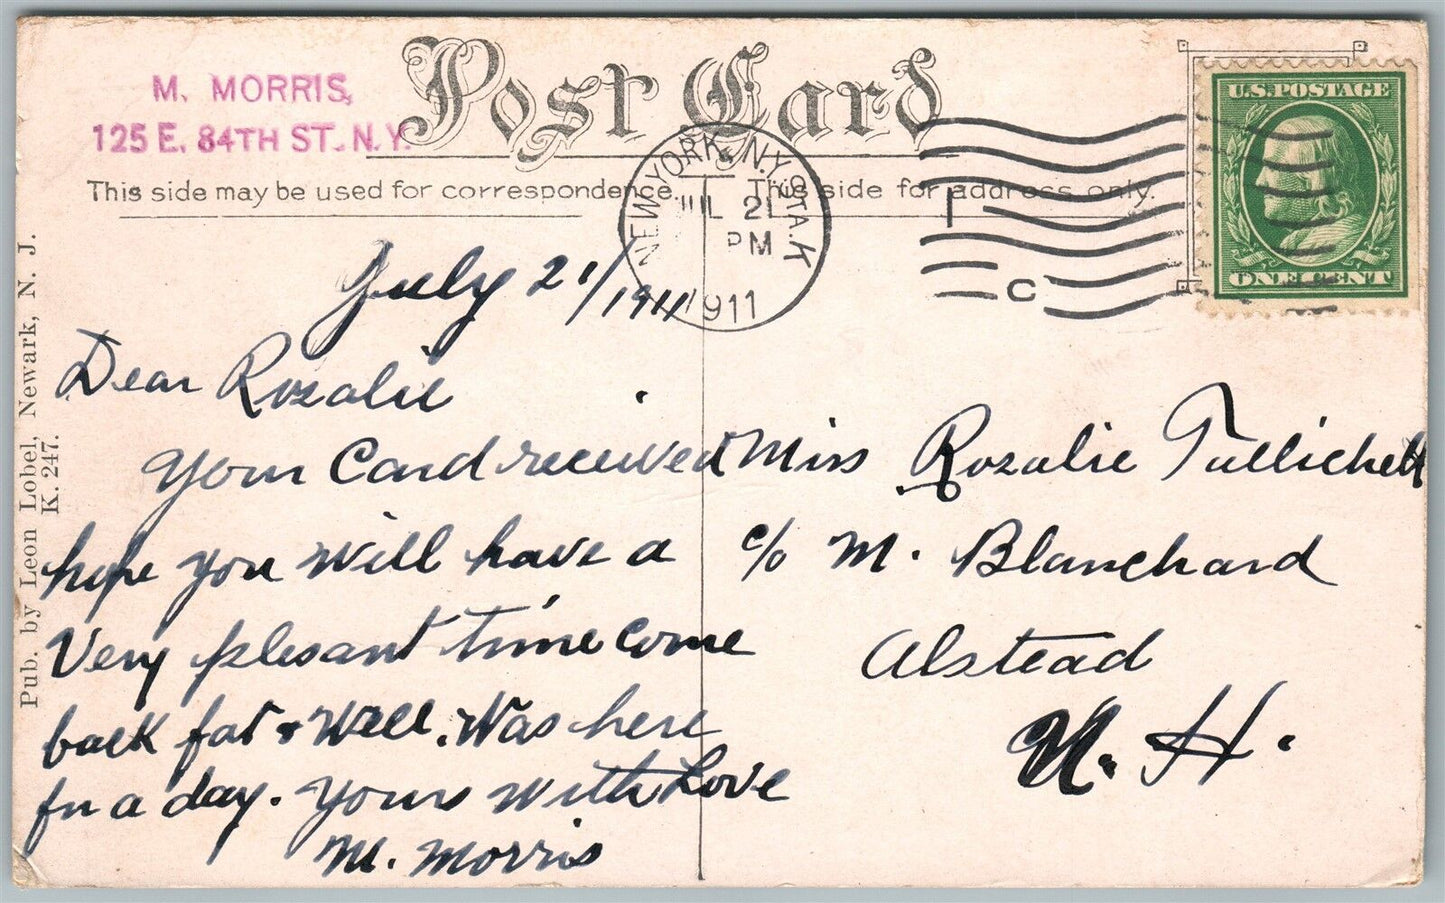 M. MORRIS,
125 E. 84TH ST. N.Y.
Post Card
This side may be used for correspondence.
This side for address only.
NEW YORK, N.Y. STA. K
JUL 21
PM
1911
C
U.S. POSTAGE
ONE CENT
Pub. by Leon Lobel, Newark, N. J.
K. 247.
July 21/1911
Dear Rozalie
Your Card received
hope you will have a
Very plesant time come
back fat & Well. Was here
for a day. Yours with Love
M. Morris
Miss Rozalie
c/o M. Blanchard
Alstead
N. H.